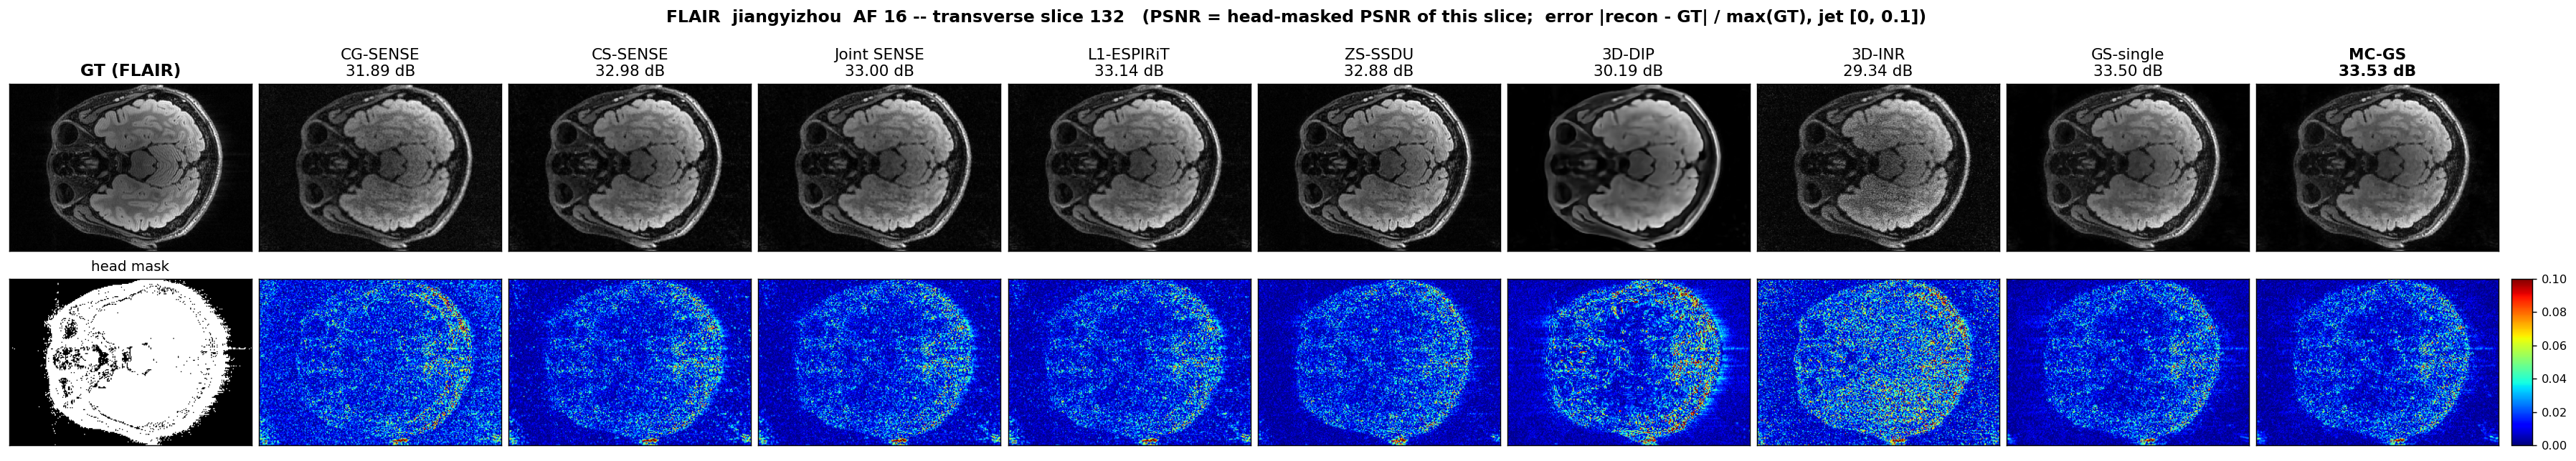 FLAIR  jiangyizhou  AF 16 -- transverse slice 132   (PSNR = head-masked PSNR of this slice;  error |recon - GT| / max(GT), jet [0, 0.1])
GT (FLAIR)
CG-SENSE
31.89 dB
CS-SENSE
32.98 dB
Joint SENSE
33.00 dB
L1-ESPIRiT
33.14 dB
ZS-SSDU
32.88 dB
3D-DIP
30.19 dB
3D-INR
29.34 dB
GS-single
33.50 dB
MC-GS
33.53 dB
head mask
0.10
0.08
0.06
0.04
0.02
0.00